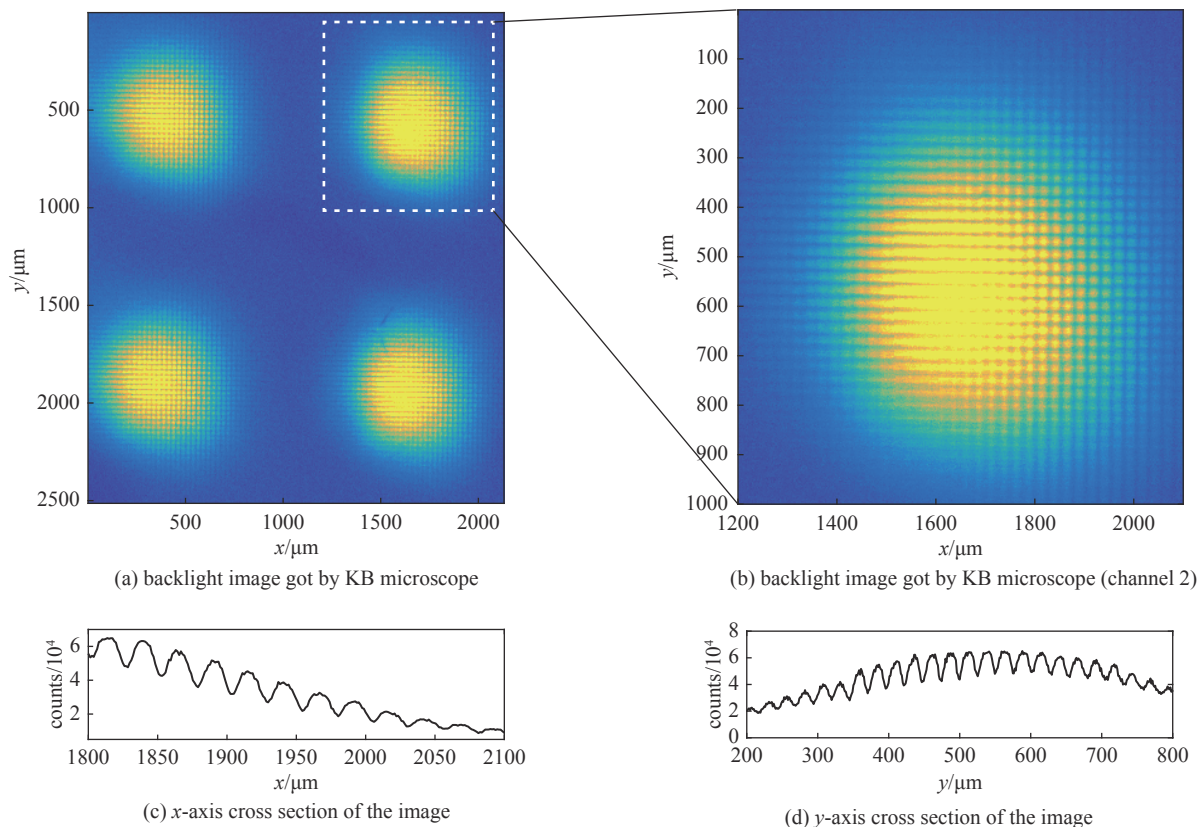 500
1000
1500
2000
2500
y/μm
500 1000 1500 2000
x/μm
(a) backlight image got by KB microscope
100
200
300
400
500
600
700
800
900
1000
y/μm
1200 1400 1600 1800 2000
x/μm
(b) backlight image got by KB microscope (channel 2)
6
4
2
counts/10⁴
1800 1850 1900 1950 2000 2050 2100
x/μm
(c) x-axis cross section of the image
8
6
4
2
0
counts/10⁴
200 300 400 500 600 700 800
y/μm
(d) y-axis cross section of the image